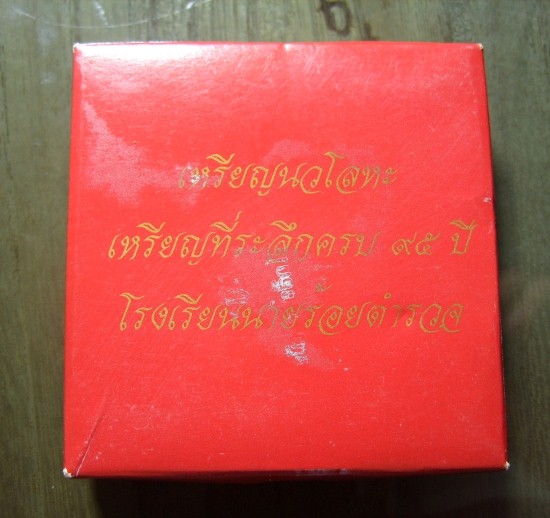 เหรียญนวโลหะ
เหรียญที่ระลึกครบ ๙๕ ปี
โรงเรียนนายร้อยตำรวจ